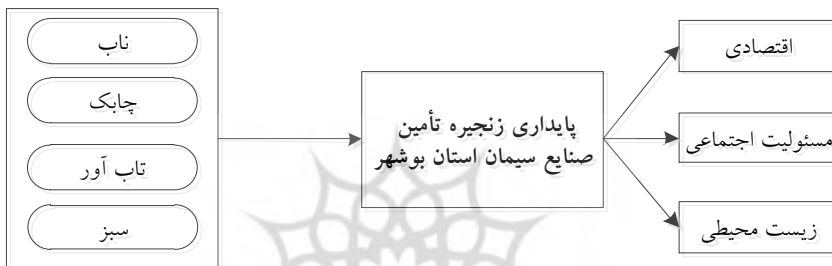 ناب
چابک
تاب آور
سبز
پایداری زنجیره تأمین
صنایع سیمان استان بوشهر
اقتصادی
مسئولیت اجتماعی
زیست محیطی